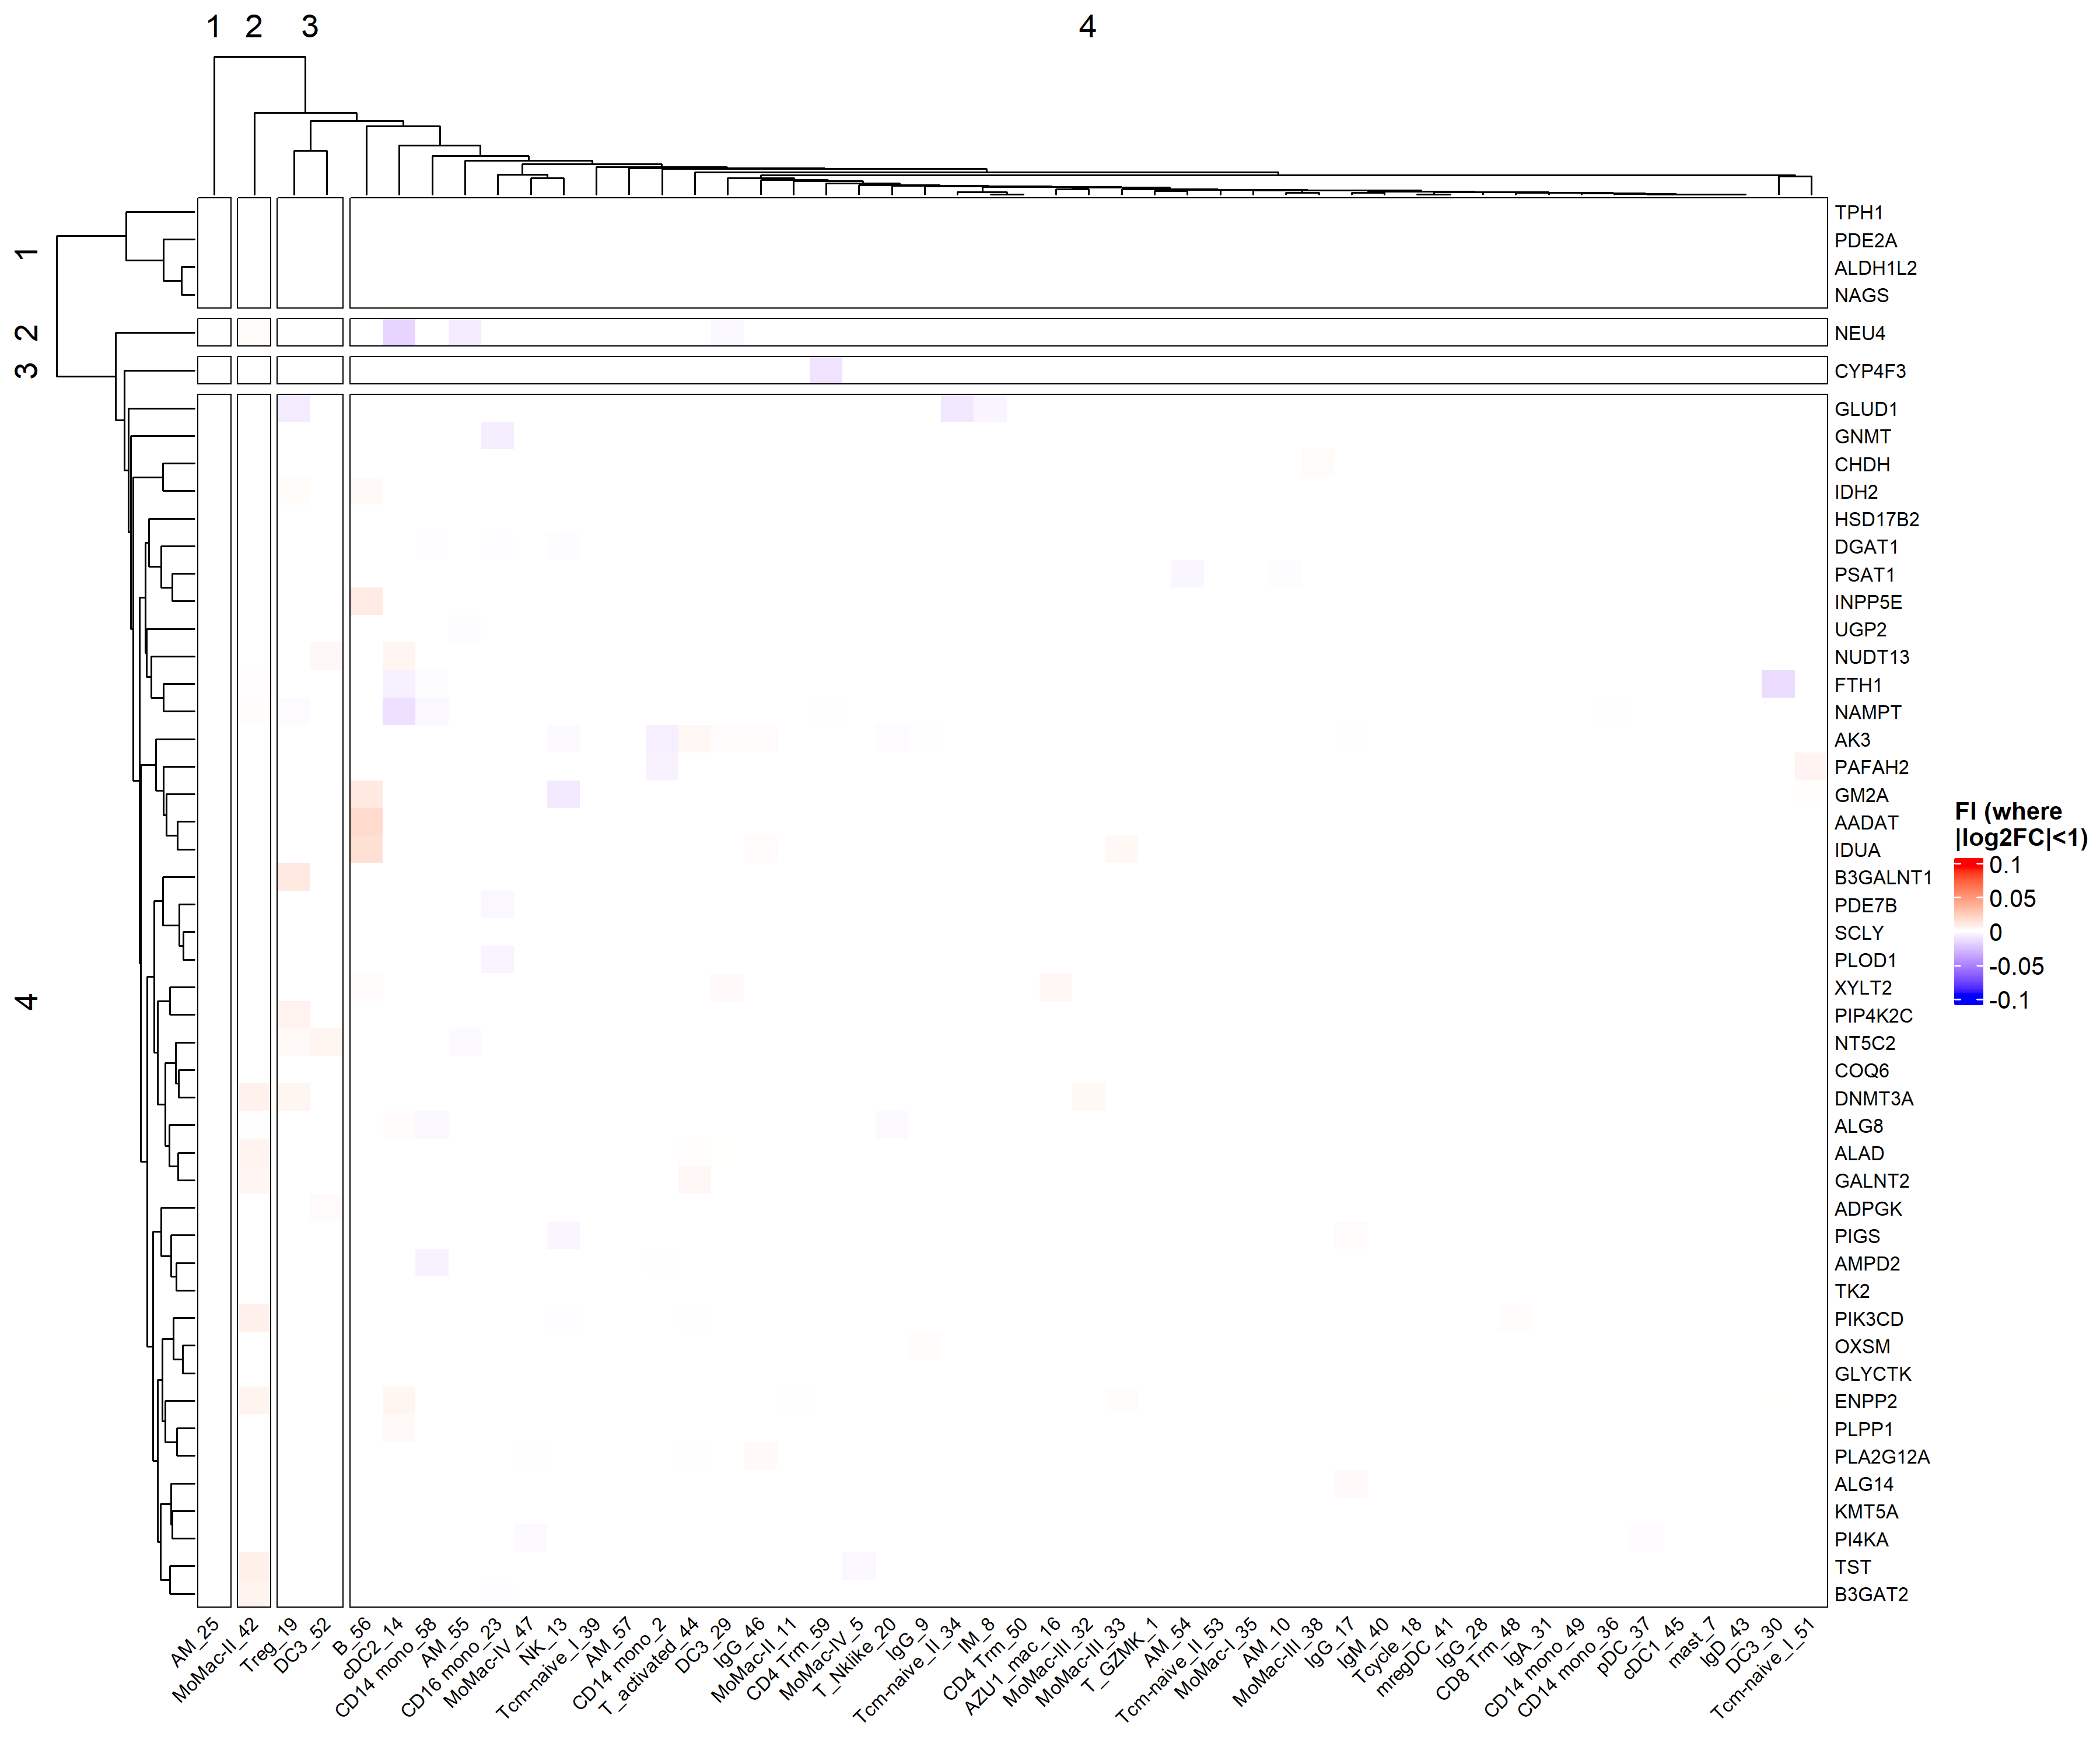 1 2 3 4
1
2
3
4
TPH1
PDE2A
ALDH1L2
NAGS
NEU4
CYP4F3
GLUD1
GNMT
CHDH
IDH2
HSD17B2
DGAT1
PSAT1
INPP5E
UGP2
NUDT13
FTH1
NAMPT
AK3
PAFAH2
GM2A
AADAT
IDUA
B3GALNT1
PDE7B
SCLY
PLOD1
XYLT2
PIP4K2C
NT5C2
COQ6
DNMT3A
ALG8
ALAD
GALNT2
ADPGK
PIGS
AMPD2
TK2
PIK3CD
OXSM
GLYCTK
ENPP2
PLPP1
PLA2G12A
ALG14
KMT5A
PI4KA
TST
B3GAT2
FI (where
|log2FC|<1)
0.1
0.05
0
-0.05
-0.1
AM_25
MoMac-II_42
Treg_19
DC3_52
B_56
cDC2_14
CD14 mono_58
AM_55
CD16 mono_23
MoMac-IV_47
NK_13
Tcm-naive_I_39
AM_57
CD14 mono_2
T_activated_44
DC3_29
IgG_46
MoMac-II_11
CD4 Trm_59
MoMac-IV_5
T_Nklike_20
IgG_9
Tcm-naive_II_34
IM_8
CD4 Trm_50
AZU1_mac_16
MoMac-III_32
MoMac-III_33
T_GZMK_1
AM_54
Tcm-naive_II_53
MoMac-I_35
AM_10
MoMac-III_38
IgG_17
IgM_40
Tcycle_18
mregDC_41
IgG_28
CD8 Trm_48
IgA_31
CD14 mono_49
CD14 mono_36
pDC_37
cDC1_45
mast_7
IgD_43
DC3_30
Tcm-naive_I_51